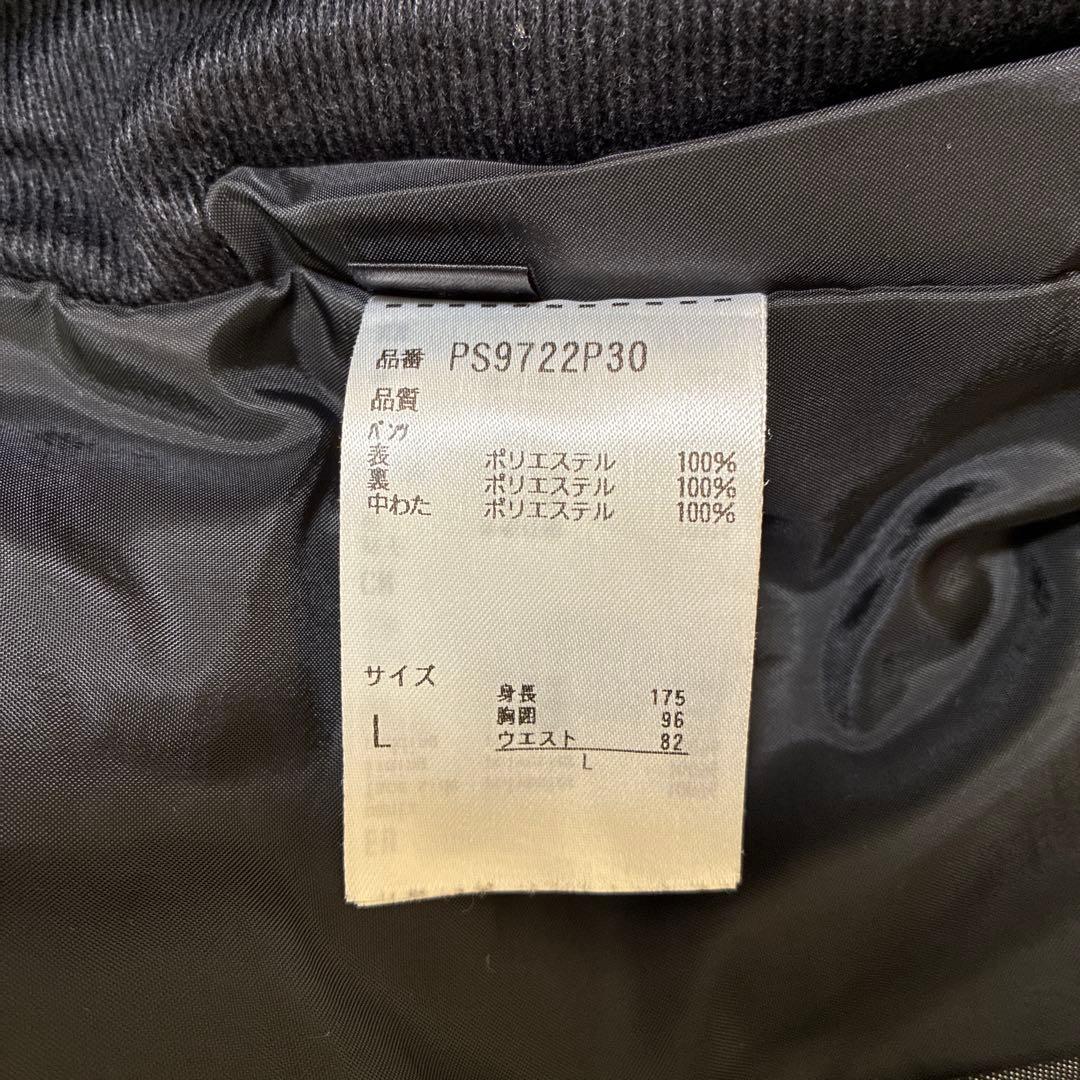 品番 PS9722P30
品質
パンツ
表 ポリエステル 100%
裏 ポリエステル 100%
中わた ポリエステル 100%
サイズ
L
身長 175
胸囲 96
ウエスト 82
L